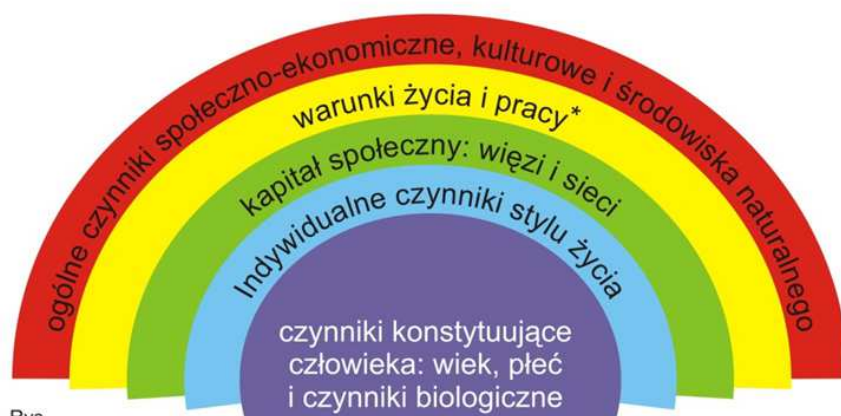 ogólne czynniki społeczno-ekonomiczne, kulturowe i środowiska naturalnego
warunki życia i pracy*
kapitał społeczny: więzi i sieci
Indywidualne czynniki stylu życia
czynniki konstytuujące
człowieka: wiek, płeć
i czynniki biologiczne